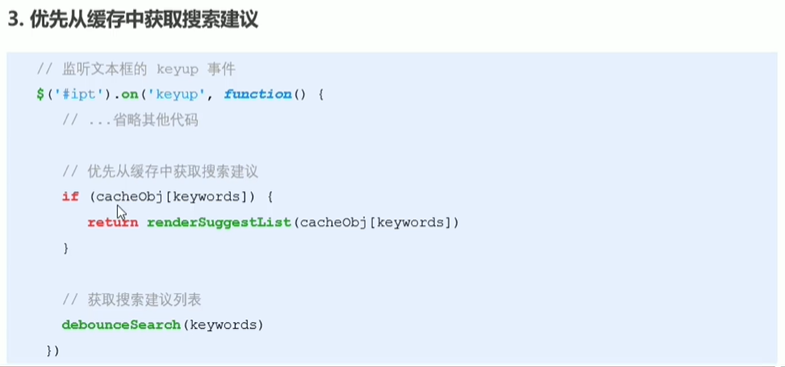 3. 优先从缓存中获取搜索建议
// 监听文本框的 keyup 事件
$('#ipt').on('keyup', function() {
// ...省略其他代码
// 优先从缓存中获取搜索建议
if (cacheObj[keywords]) {
return renderSuggestList(cacheObj[keywords])
}
// 获取搜索建议列表
debounceSearch(keywords)
})